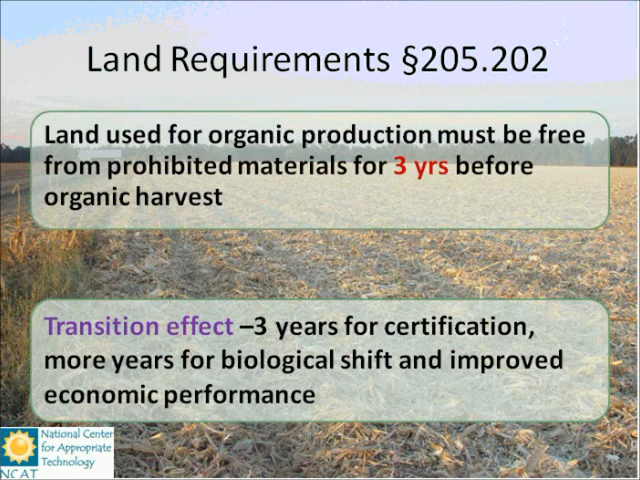 Land Requirements §205.202
Land used for organic production must be free
from prohibited materials for 3 yrs before
organic harvest
Transition effect –3 years for certification,
more years for biological shift and improved
economic performance
National Center
for Appropriate
Technology
NCAT